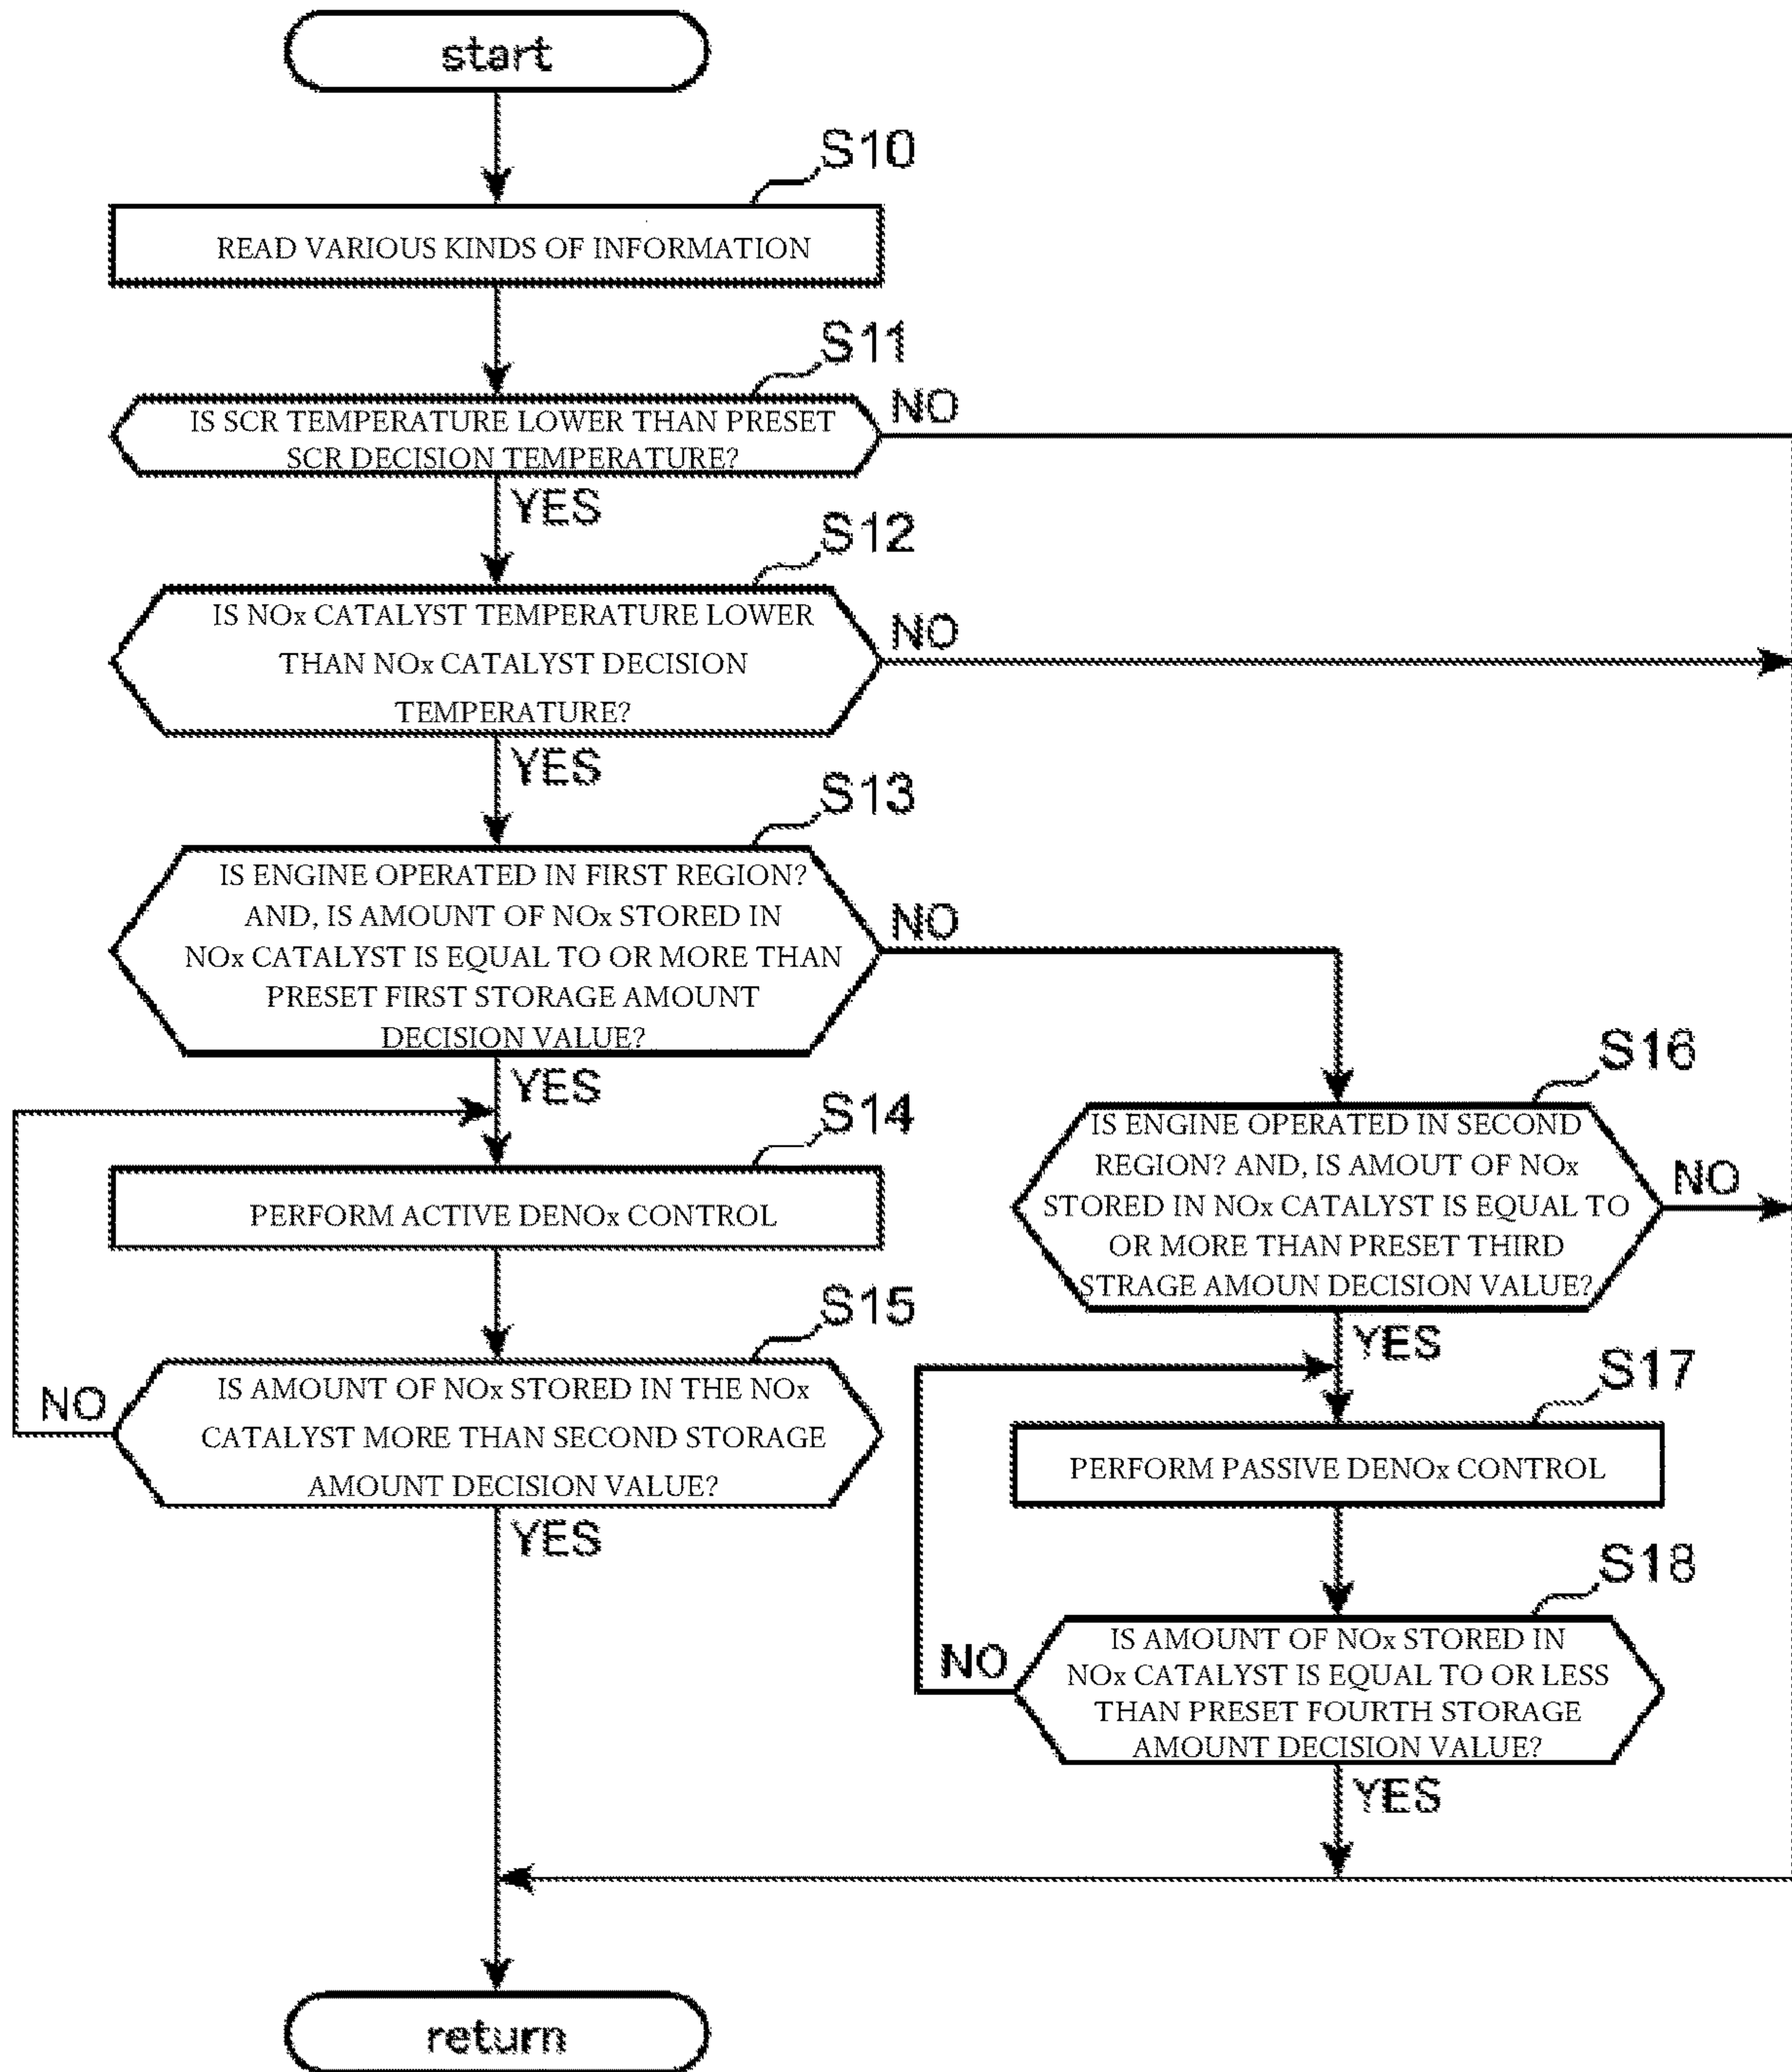 start
S10
READ VARIOUS KINDS OF INFORMATION
S11
IS SCR TEMPERATURE LOWER THAN PRESET
SCR DECISION TEMPERATURE?
NO
YES
S12
IS NOx CATALYST TEMPERATURE LOWER
THAN NOx CATALYST DECISION
TEMPERATURE?
NO
YES
S13
IS ENGINE OPERATED IN FIRST REGION?
AND, IS AMOUNT OF NOx STORED IN
NOx CATALYST IS EQUAL TO OR MORE THAN
PRESET FIRST STORAGE AMOUNT
DECISION VALUE?
NO
YES
S14
PERFORM ACTIVE DENOx CONTROL
S15
IS AMOUNT OF NOx STORED IN THE NOx
CATALYST MORE THAN SECOND STORAGE
AMOUNT DECISION VALUE?
NO
YES
S16
IS ENGINE OPERATED IN SECOND
REGION? AND, IS AMOUT OF NOx
STORED IN NOx CATALYST IS EQUAL TO
OR MORE THAN PRESET THIRD
STRAGE AMOUN DECISION VALUE?
NO
YES
S17
PERFORM PASSIVE DENOx CONTROL
S18
IS AMOUNT OF NOx STORED IN
NOx CATALYST IS EQUAL TO OR LESS
THAN PRESET FOURTH STORAGE
AMOUNT DECISION VALUE?
NO
YES
return